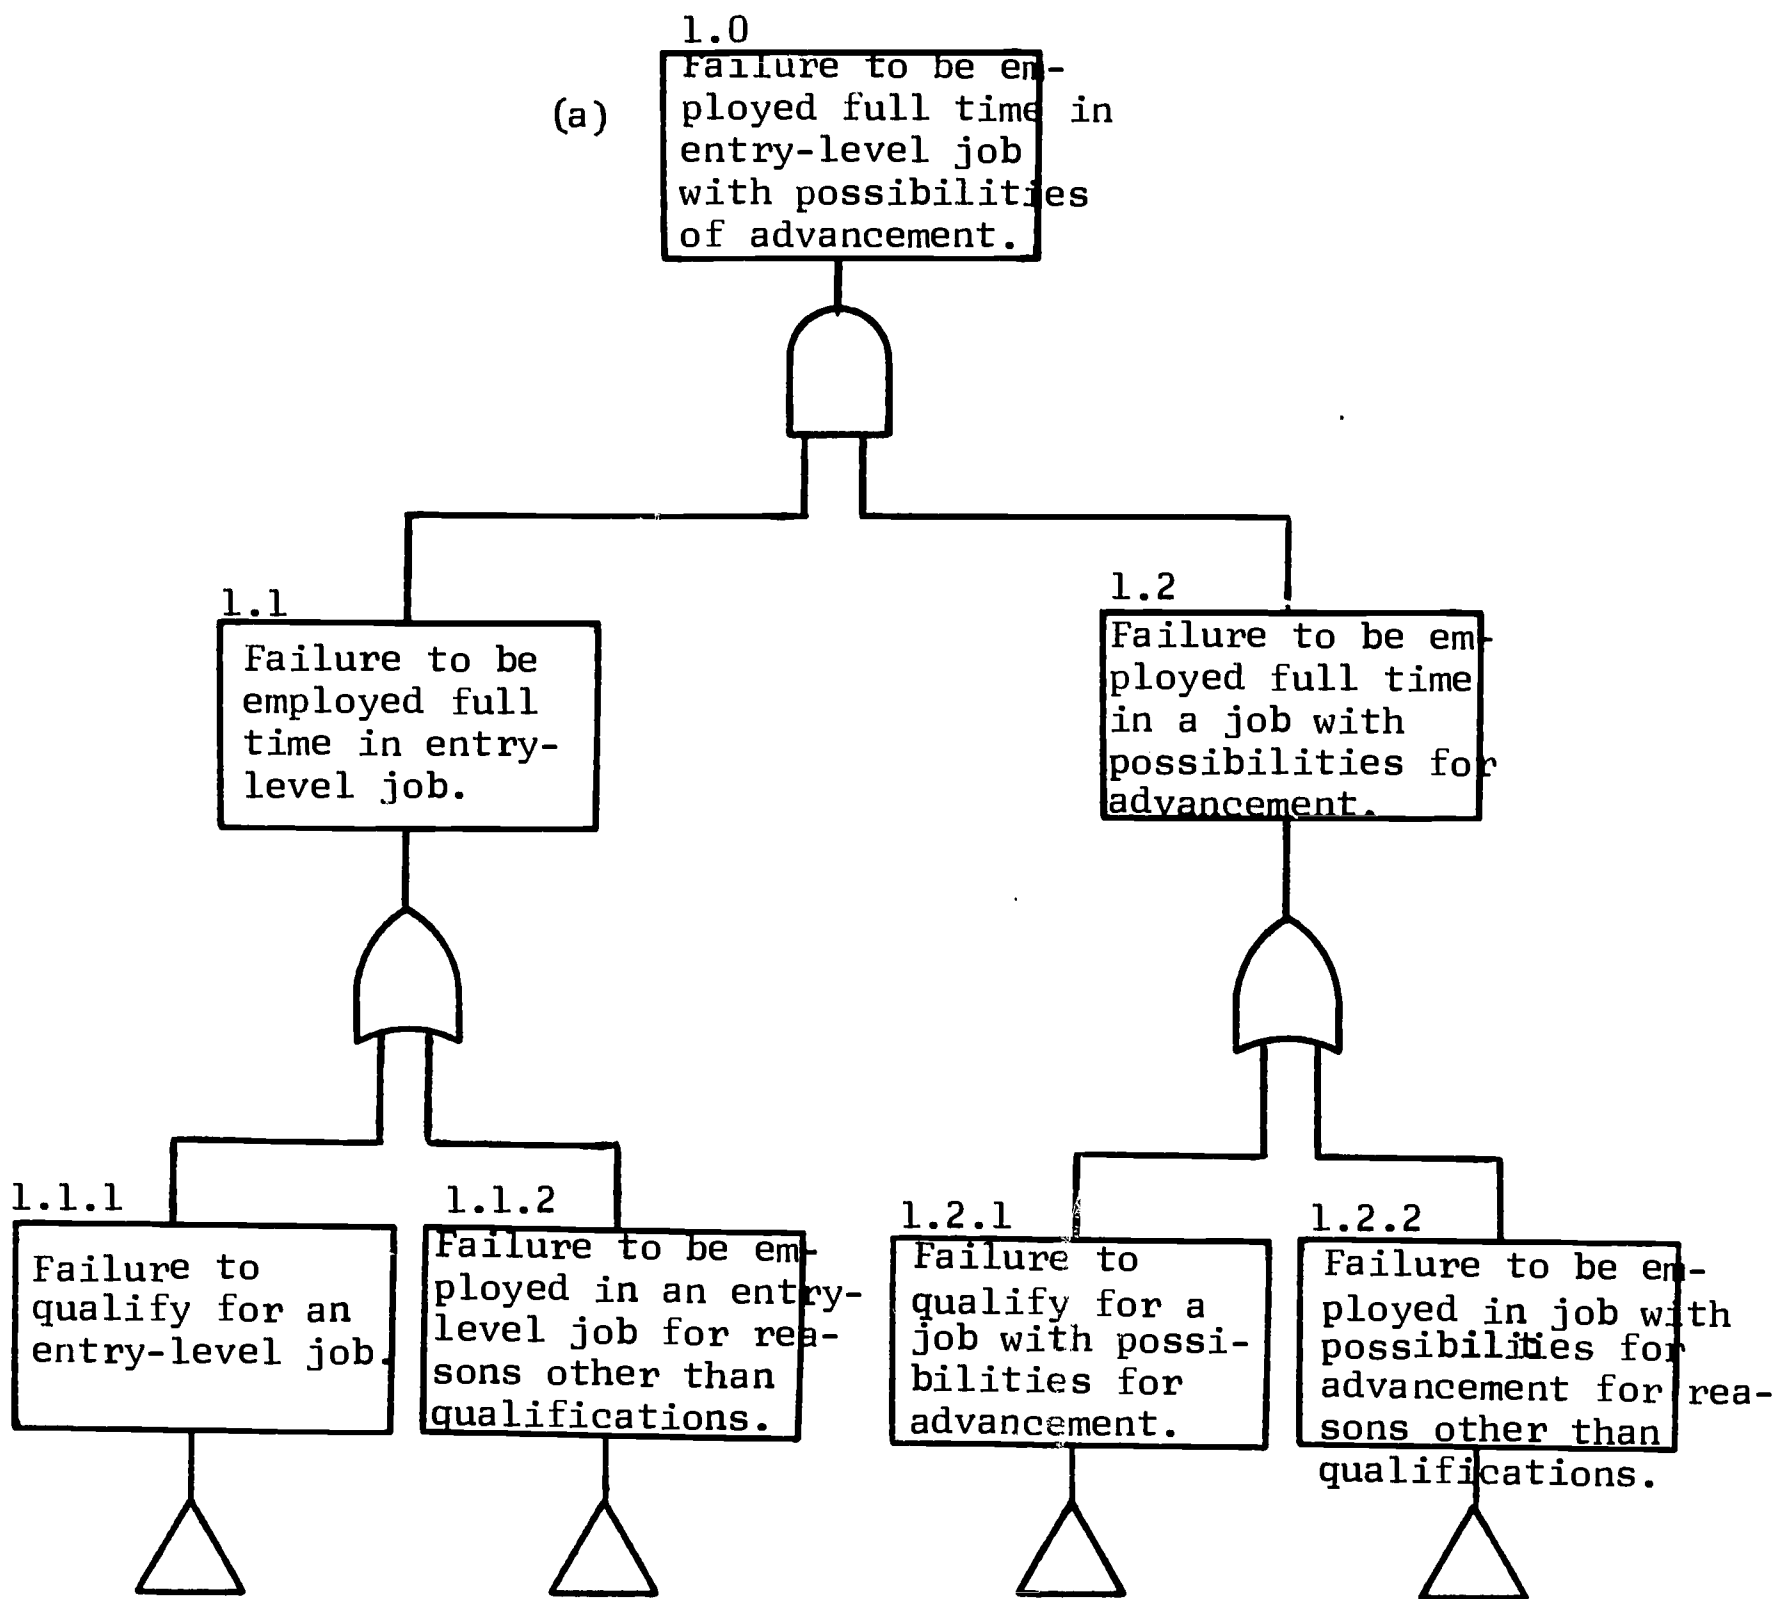 1.0
(a)
Failure to be em-
ployed full time in
entry-level job
with possibilities
of advancement.
1.1
Failure to be
employed full
time in entry-
level job.
1.2
Failure to be em-
ployed full time
in a job with
possibilities for
advancement.
1.1.1
Failure to
qualify for an
entry-level job.
1.1.2
Failure to be em-
ployed in an entry-
level job for rea-
sons other than
qualifications.
1.2.1
Failure to
qualify for a
job with possi-
bilities for
advancement.
1.2.2
Failure to be em-
ployed in job with
possibilities for
advancement for rea-
sons other than
qualifications.